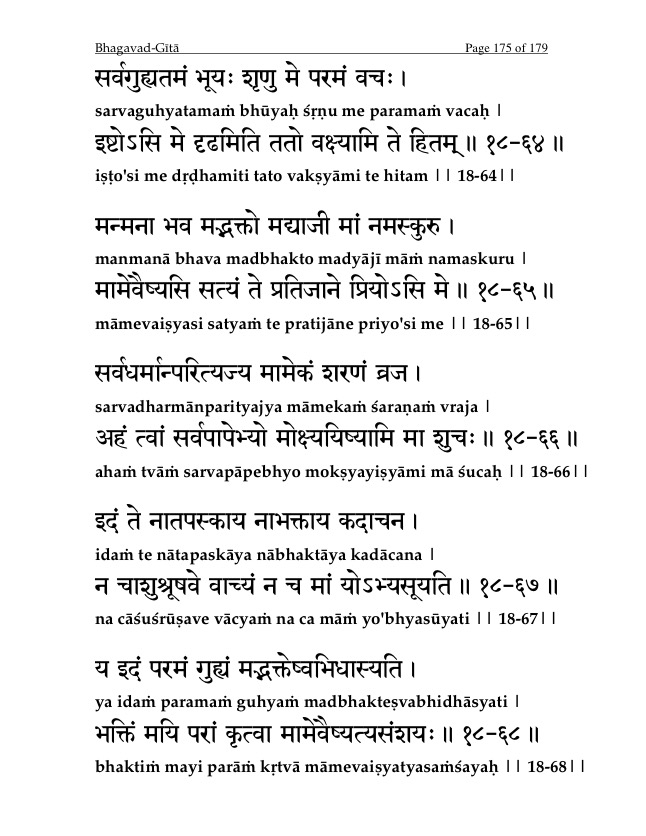 Bhagavad-Gītā Page 175 of 179
सर्वगुह्यतमं भूयः शृणु मे परमं वचः।
sarvaguhyatamaṁ bhūyaḥ śṛṇu me paramaṁ vacaḥ |
इष्टोऽसि मे दृढमिति ततो वक्ष्यामि ते हितम्॥ १८-६४॥
iṣṭo'si me dṛḍhamiti tato vakṣyāmi te hitam || 18-64||
मन्मना भव मद्भक्तो मद्याजी मां नमस्कुरु।
manmanā bhava madbhakto madyājī māṁ namaskuru |
मामेवैष्यसि सत्यं ते प्रतिजाने प्रियोऽसि मे॥ १८-६५॥
māmevaiṣyasi satyaṁ te pratijāne priyo'si me || 18-65||
सर्वधर्मान्परित्यज्य मामेकं शरणं व्रज।
sarvadharmānparityajya māmekaṁ śaraṇaṁ vraja |
अहं त्वां सर्वपापेभ्यो मोक्ष्ययिष्यामि मा शुचः॥ १८-६६॥
ahaṁ tvāṁ sarvapāpebhyo mokṣyayiṣyāmi mā śucaḥ || 18-66||
इदं ते नातपस्काय नाभक्ताय कदाचन।
idaṁ te nātapaskāya nābhaktāya kadācana |
न चाशुश्रूषवे वाच्यं न च मां योऽभ्यसूयति॥ १८-६७॥
na cāśuśrūṣave vācyaṁ na ca māṁ yo'bhyasūyati || 18-67||
य इदं परमं गुह्यं मद्भक्तेष्वभिधास्यति।
ya idaṁ paramaṁ guhyaṁ madbhakteṣvabhidhāsyati |
भक्तिं मयि परां कृत्वा मामेवैष्यत्यसंशयः॥ १८-६८॥
bhaktiṁ mayi parāṁ kṛtvā māmevaiṣyatyasaṁśayaḥ || 18-68||